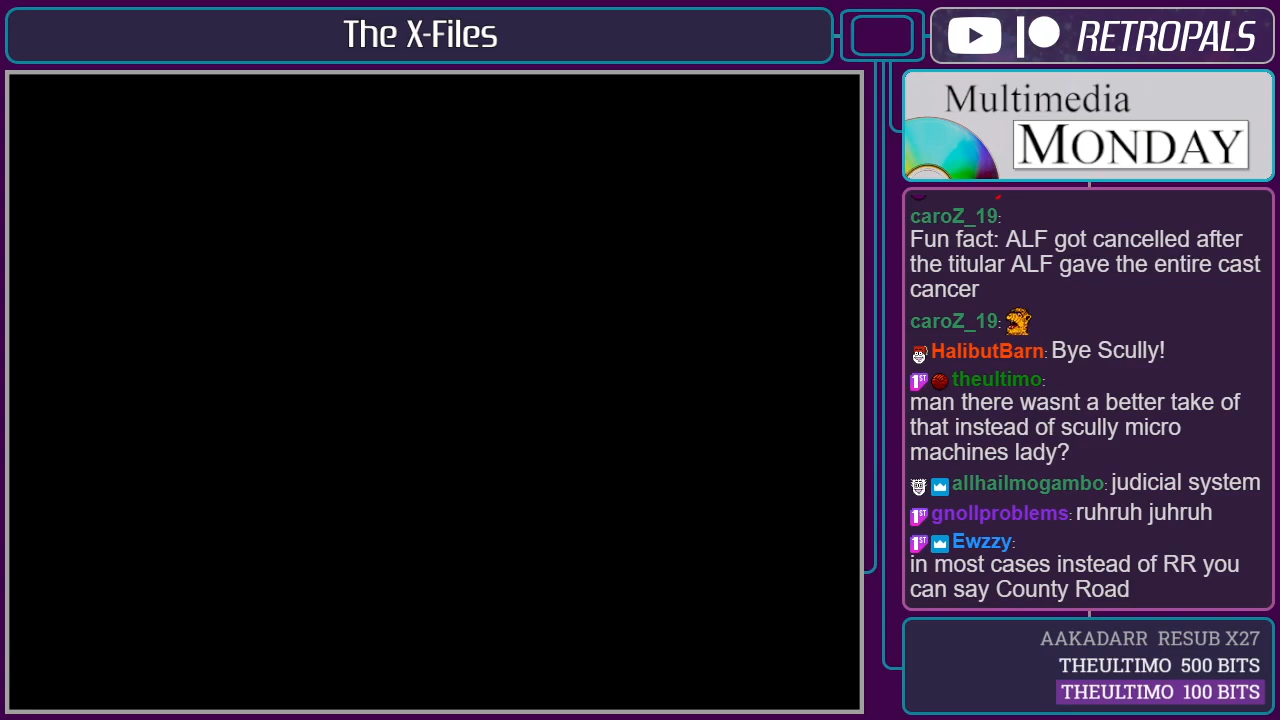 The X-Files
RETROPALS
Multimedia
MONDAY
caroZ_19:
Fun fact: ALF got cancelled after
the titular ALF gave the entire cast
cancer
caroZ_19:
HalibutBarn: Bye Scully!
1ST theultimo:
man there wasnt a better take of
that instead of scully micro
machines lady?
allhailmogambo: judicial system
1ST gnollproblems: ruhruh juhruh
1ST Ewzzy:
in most cases instead of RR you
can say County Road
AAKADARR RESUB X27
THEULTIMO 500 BITS
THEULTIMO 100 BITS